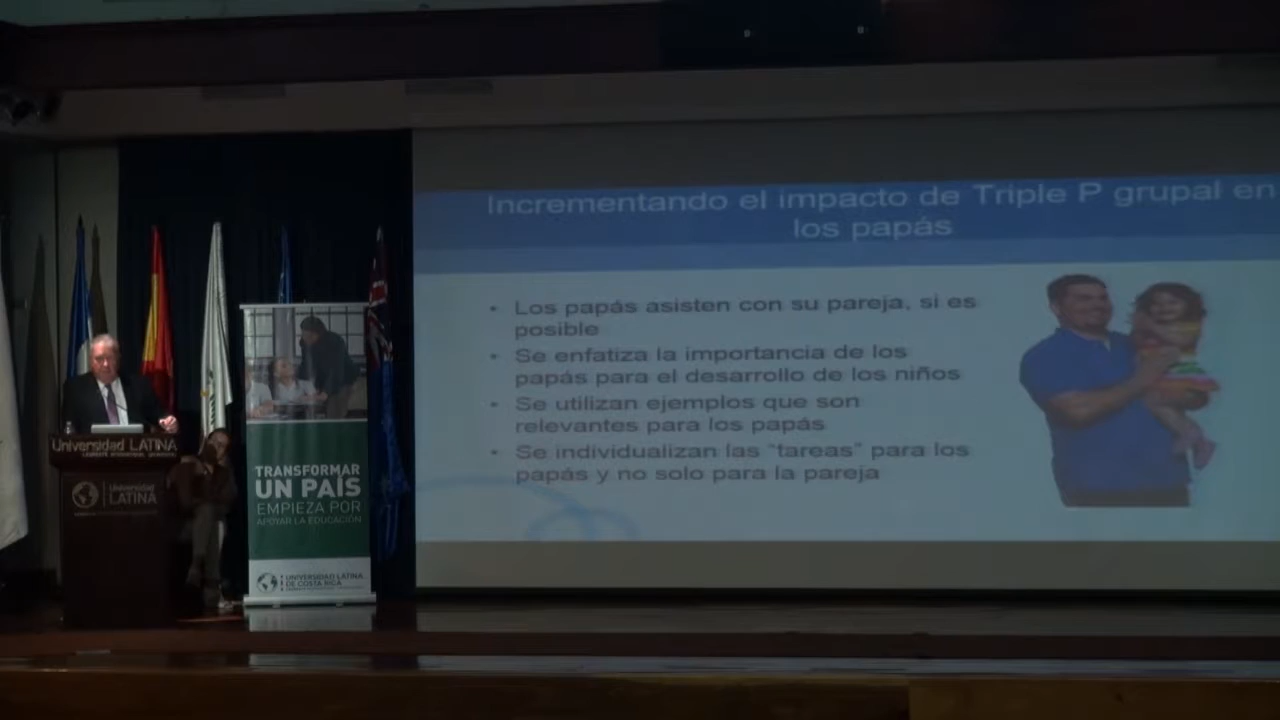 Incrementando el impacto de Triple P grupal en
los papás
• Los papás asisten con su pareja, si es
posible
• Se enfatiza la importancia de los
papás para el desarrollo de los niños
• Se utilizan ejemplos que son
relevantes para los papás
• Se individualizan las "tareas" para los
papás y no solo para la pareja
Universidad LATINA
Universidad
LATINA
TRANSFORMAR
UN PAÍS
EMPIEZA POR
APOYAR LA EDUCACIÓN
UNIVERSIDAD LATINA
DE COSTA RICA